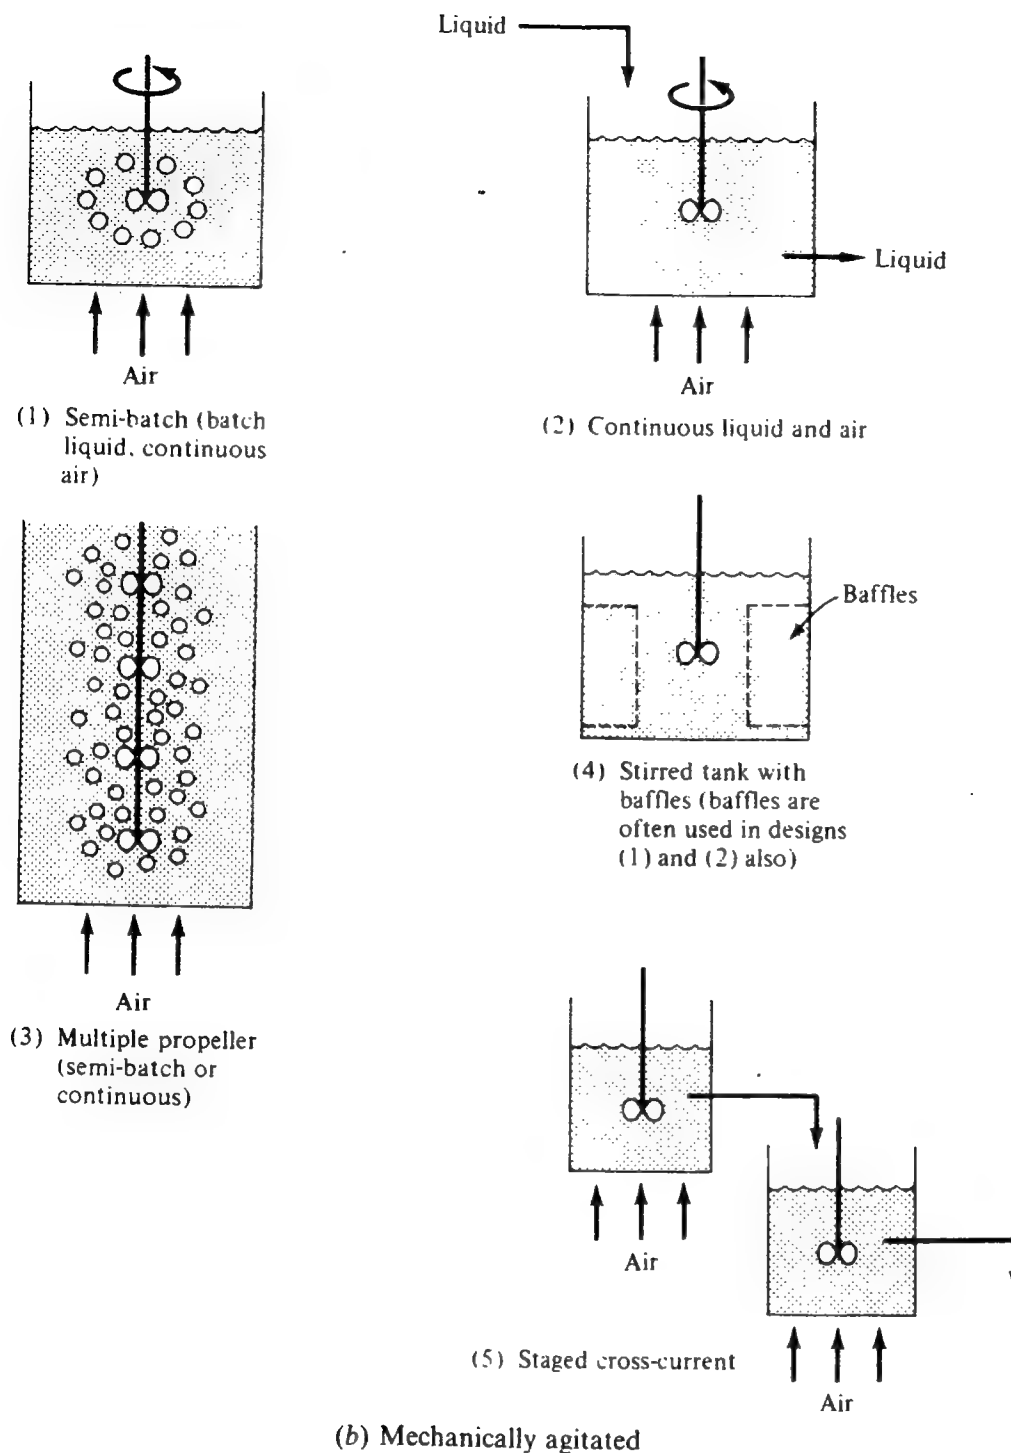 Liquid
Liquid
Air
Air
(1) Semi-batch (batch
liquid, continuous
air)
(2) Continuous liquid and air
Baffles
(4) Stirred tank with
baffles (baffles are
often used in designs
(1) and (2) also)
Air
(3) Multiple propeller
(semi-batch or
continuous)
Air
(5) Staged cross-current
Air
(b) Mechanically agitated